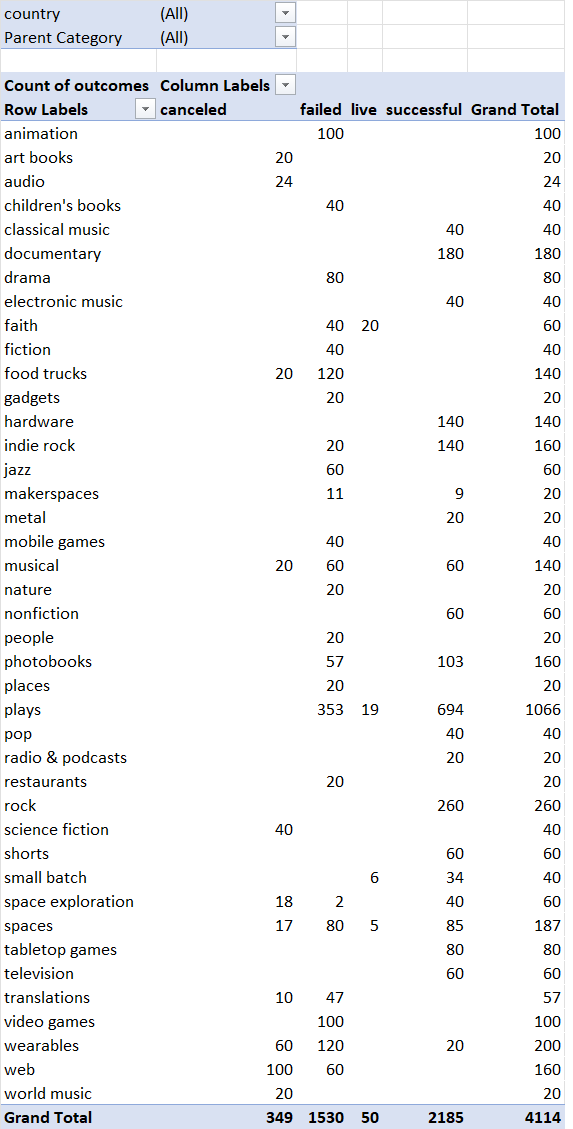 country (All)
Parent Category (All)
Count of outcomes Column Labels
Row Labels canceled failed live successful Grand Total
animation 100 100
art books 20 20
audio 24 24
children's books 40 40
classical music 40 40
documentary 180 180
drama 80 80
electronic music 40 40
faith 40 20 60
fiction 40 40
food trucks 20 120 140
gadgets 20 20
hardware 140 140
indie rock 20 140 160
jazz 60 60
makerspaces 11 9 20
metal 20 20
mobile games 40 40
musical 20 60 60 140
nature 20 20
nonfiction 60 60
people 20 20
photobooks 57 103 160
places 20 20
plays 353 19 694 1066
pop 40 40
radio & podcasts 20 20
restaurants 20 20
rock 260 260
science fiction 40 40
shorts 60 60
small batch 6 34 40
space exploration 18 2 40 60
spaces 17 80 5 85 187
tabletop games 80 80
television 60 60
translations 10 47 57
video games 100 100
wearables 60 120 20 200
web 100 60 160
world music 20 20
Grand Total 349 1530 50 2185 4114